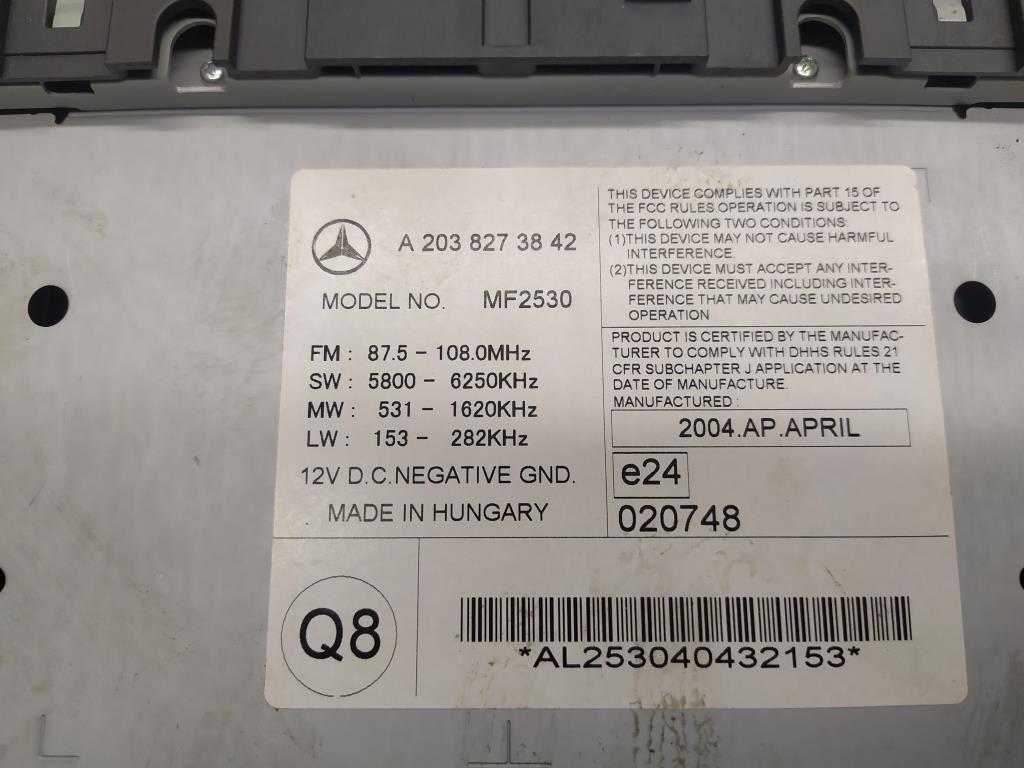 A 203 827 38 42
MODEL NO. MF2530
FM : 87.5 - 108.0MHz
SW : 5800 - 6250KHz
MW : 531 - 1620KHz
LW : 153 - 282KHz
12V D.C.NEGATIVE GND.
MADE IN HUNGARY
THIS DEVICE COMPLIES WITH PART 15 OF
THE FCC RULES.OPERATION IS SUBJECT TO
THE FOLLOWING TWO CONDITIONS:
(1)THIS DEVICE MAY NOT CAUSE HARMFUL
INTERFERENCE.
(2)THIS DEVICE MUST ACCEPT ANY INTER-
FERENCE RECEIVED INCLUDING INTER-
FERENCE THAT MAY CAUSE UNDESIRED
OPERATION
PRODUCT IS CERTIFIED BY THE MANUFAC-
TURER TO COMPLY WITH DHHS RULES 21
CFR SUBCHAPTER J APPLICATION AT THE
DATE OF MANUFACTURE.
MANUFACTURED :
2004.AP.APRIL
e24
020748
Q8
*AL253040432153*